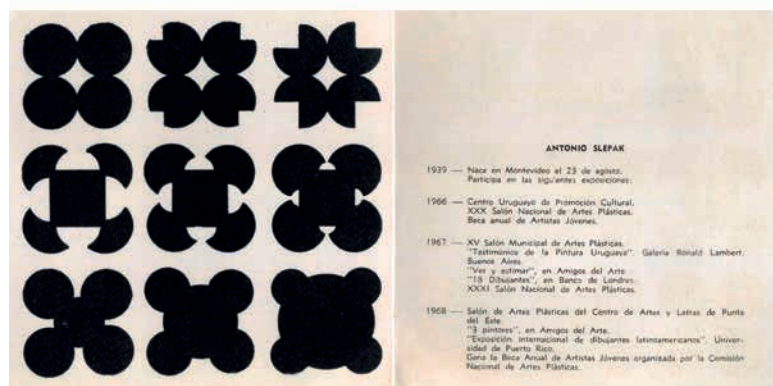 ANTONIO SLEPAK
1939 — Nace en Montevideo el 23 de agosto.
Participa en las siguientes exposiciones:
1966 — Centro Uruguayo de Promoción Cultural.
XXX Salón Nacional de Artes Plásticas.
Beca anual de Artistas Jóvenes.
1967 — XV Salón Municipal de Artes Plásticas.
"Testimonios de la Pintura Uruguaya". Galería Ronald Lambert.
Buenos Aires.
"Ver y estimar", en Amigos del Arte.
"15 Dibujantes", en Banco de Londres.
XXXI Salón Nacional de Artes Plásticas.
1968 — Salón de Artes Plásticas del Centro de Artes y Letras de Punta
del Este.
"3 pintores", en Amigos del Arte.
"Exposición internacional de dibujantes latinoamericanos". Univer-
sidad de Puerto Rico.
Gana la Beca Anual de Artistas Jóvenes organizada por la Comisión
Nacional de Artes Plásticas.